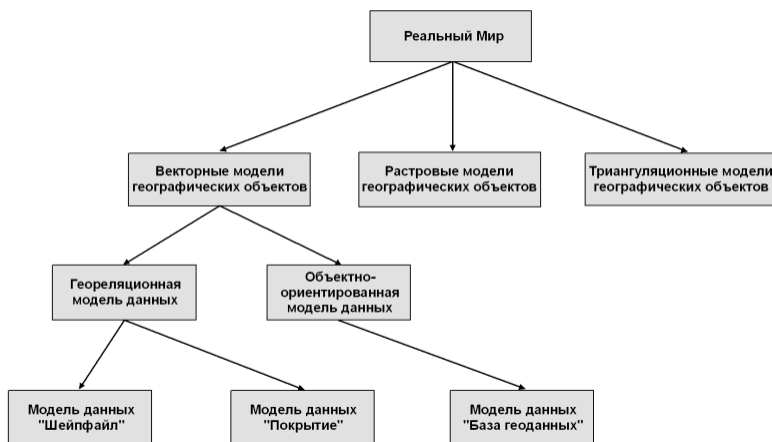 Реальный Мир
Векторные модели
географических объектов
Растровые модели
географических объектов
Триангуляционные модели
географических объектов
Геореляционная
модель данных
Объектно-
ориентированная
модель данных
Модель данных
"Шейпфайл"
Модель данных
"Покрытие"
Модель данных
"База геоданных"